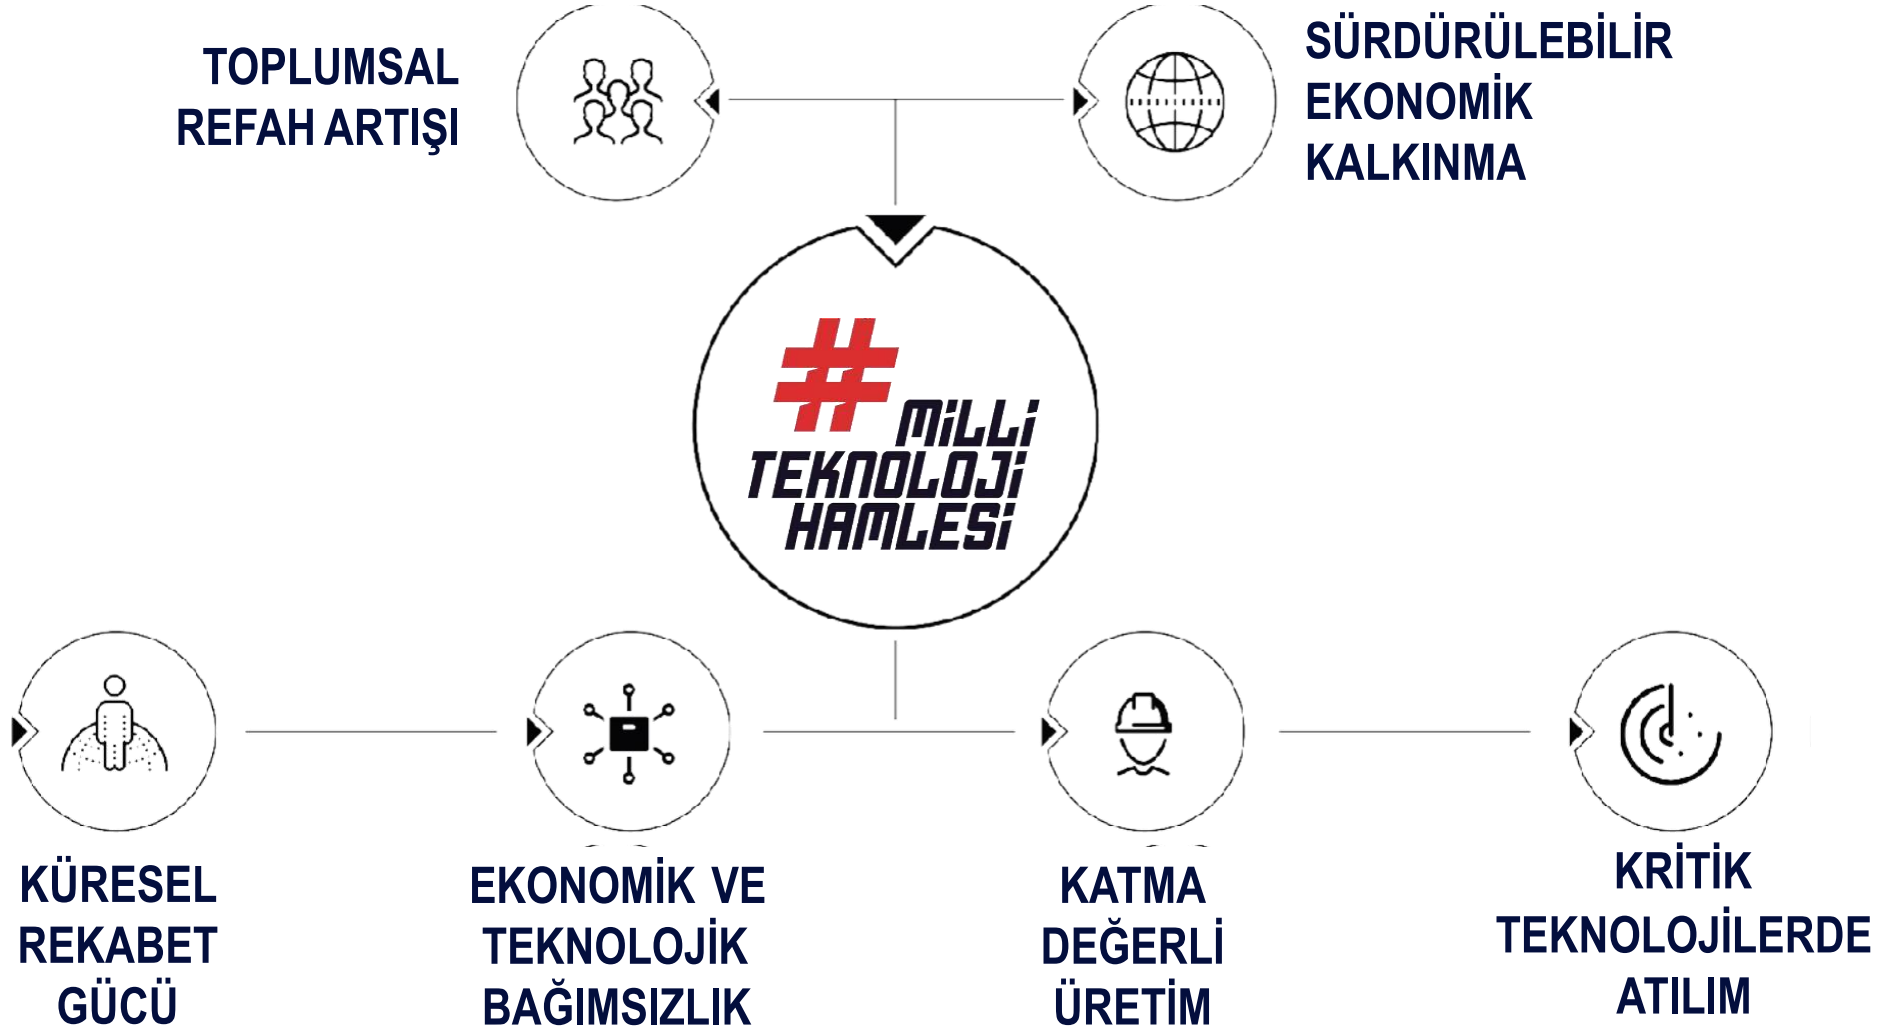 TOPLUMSAL
REFAH ARTIŞI
SÜRDÜRÜLEBİLİR
EKONOMİK
KALKINMA
#MİLLİ
TEKNOLOJİ
HAMLESİ
KÜRESEL
REKABET
GÜCÜ
EKONOMİK VE
TEKNOLOJİK
BAĞIMSIZLIK
KATMA
DEĞERLİ
ÜRETİM
KRİTİK
TEKNOLOJİLERDE
ATILIM